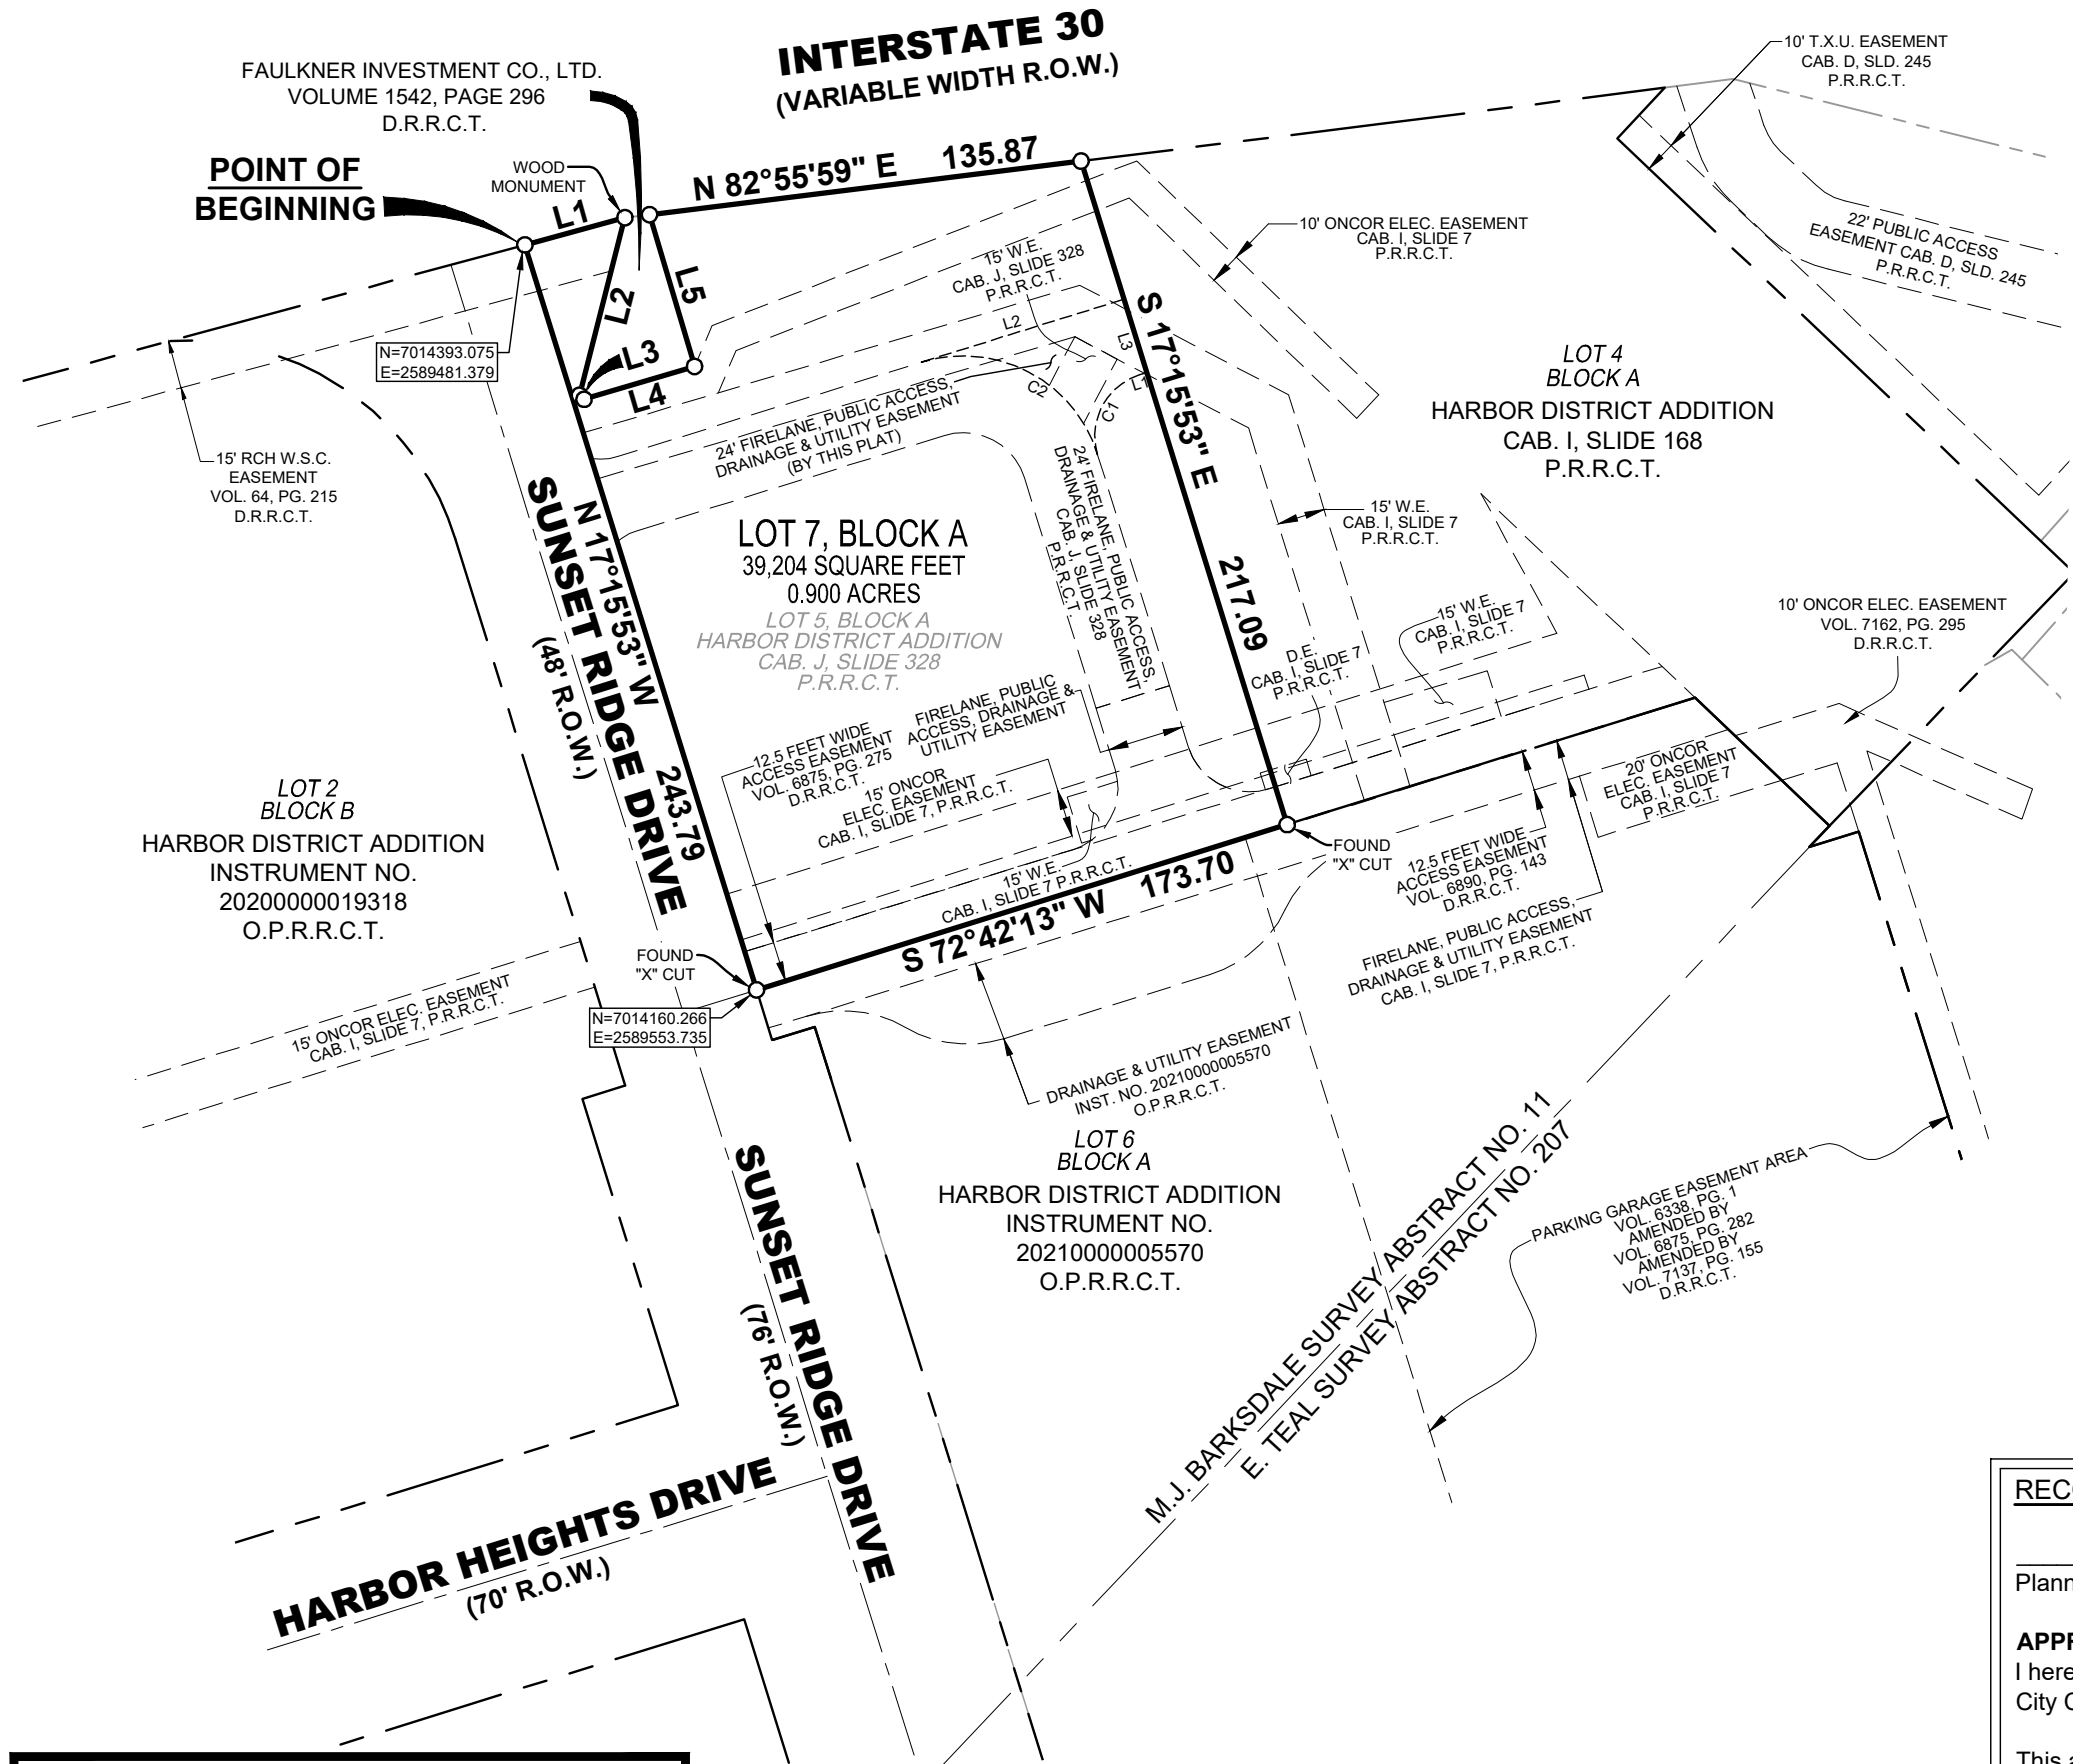 INTERSTATE 30
(VARIABLE WIDTH R.O.W.)
FAULKNER INVESTMENT CO., LTD.
VOLUME 1542, PAGE 296
D.R.R.C.T.
POINT OF
BEGINNING
WOOD
MONUMENT
L1
L2
L3
L4
L5
N 82°55'59" E 135.87
10' T.X.U. EASEMENT
CAB. D, SLD. 245
P.R.R.C.T.
22' PUBLIC ACCESS
EASEMENT CAB. D, SLD. 245
P.R.R.C.T.
10' ONCOR ELEC. EASEMENT
CAB. I, SLIDE 7
P.R.R.C.T.
15' W.E.
CAB. J, SLIDE 328
P.R.R.C.T.
L2
L3
L1
C2
C1
N=7014393.075
E=2589481.379
15' RCH W.S.C.
EASEMENT
VOL. 64, PG. 215
D.R.R.C.T.
24' FIRELANE, PUBLIC ACCESS,
DRAINAGE & UTILITY EASEMENT
(BY THIS PLAT)
24' FIRELANE, PUBLIC ACCESS,
DRAINAGE & UTILITY EASEMENT
CAB. J, SLIDE 328
P.R.R.C.T.
S 17°15'53" E 217.09
LOT 4
BLOCK A
HARBOR DISTRICT ADDITION
CAB. I, SLIDE 168
P.R.R.C.T.
15' W.E.
CAB. I, SLIDE 7
P.R.R.C.T.
SUNSET RIDGE DRIVE
(48' R.O.W.)
N 17°15'53" W 243.79
LOT 7, BLOCK A
39,204 SQUARE FEET
0.900 ACRES
LOT 5, BLOCK A
HARBOR DISTRICT ADDITION
CAB. J, SLIDE 328
P.R.R.C.T.
15' W.E.
CAB. I, SLIDE 7
P.R.R.C.T.
10' ONCOR ELEC. EASEMENT
VOL. 7162, PG. 295
D.R.R.C.T.
D.E.
CAB. I, SLIDE 7
P.R.R.C.T.
12.5 FEET WIDE
ACCESS EASEMENT
VOL. 6875, PG. 275
D.R.R.C.T.
FIRELANE, PUBLIC
ACCESS, DRAINAGE &
UTILITY EASEMENT
15' ONCOR
ELEC. EASEMENT
CAB. I, SLIDE 7, P.R.R.C.T.
20' ONCOR
ELEC. EASEMENT
CAB. I, SLIDE 7
P.R.R.C.T.
LOT 2
BLOCK B
HARBOR DISTRICT ADDITION
INSTRUMENT NO.
20200000019318
O.P.R.R.C.T.
15' W.E.
CAB. I, SLIDE 7 P.R.R.C.T.
S 72°42'13" W 173.70
FOUND
"X" CUT
12.5 FEET WIDE
ACCESS EASEMENT
VOL. 6890, PG. 143
D.R.R.C.T.
FIRELANE, PUBLIC ACCESS,
DRAINAGE & UTILITY EASEMENT
CAB. I, SLIDE 7, P.R.R.C.T.
FOUND
"X" CUT
N=7014160.266
E=2589553.735
15' ONCOR ELEC. EASEMENT
CAB. I, SLIDE 7, P.R.R.C.T.
DRAINAGE & UTILITY EASEMENT
INST. NO. 20210000005570
O.P.R.R.C.T.
LOT 6
BLOCK A
HARBOR DISTRICT ADDITION
INSTRUMENT NO.
20210000005570
O.P.R.R.C.T.
M.J. BARKSDALE SURVEY ABSTRACT NO. 11
E. TEAL SURVEY ABSTRACT NO. 207
PARKING GARAGE EASEMENT AREA
VOL. 6338, PG. 1
AMENDED BY
VOL. 6875, PG. 282
AMENDED BY
VOL. 7137, PG. 155
D.R.R.C.T.
SUNSET RIDGE DRIVE
(76' R.O.W.)
HARBOR HEIGHTS DRIVE
(70' R.O.W.)
RECO
Plann
APPR
I here
City C
This a